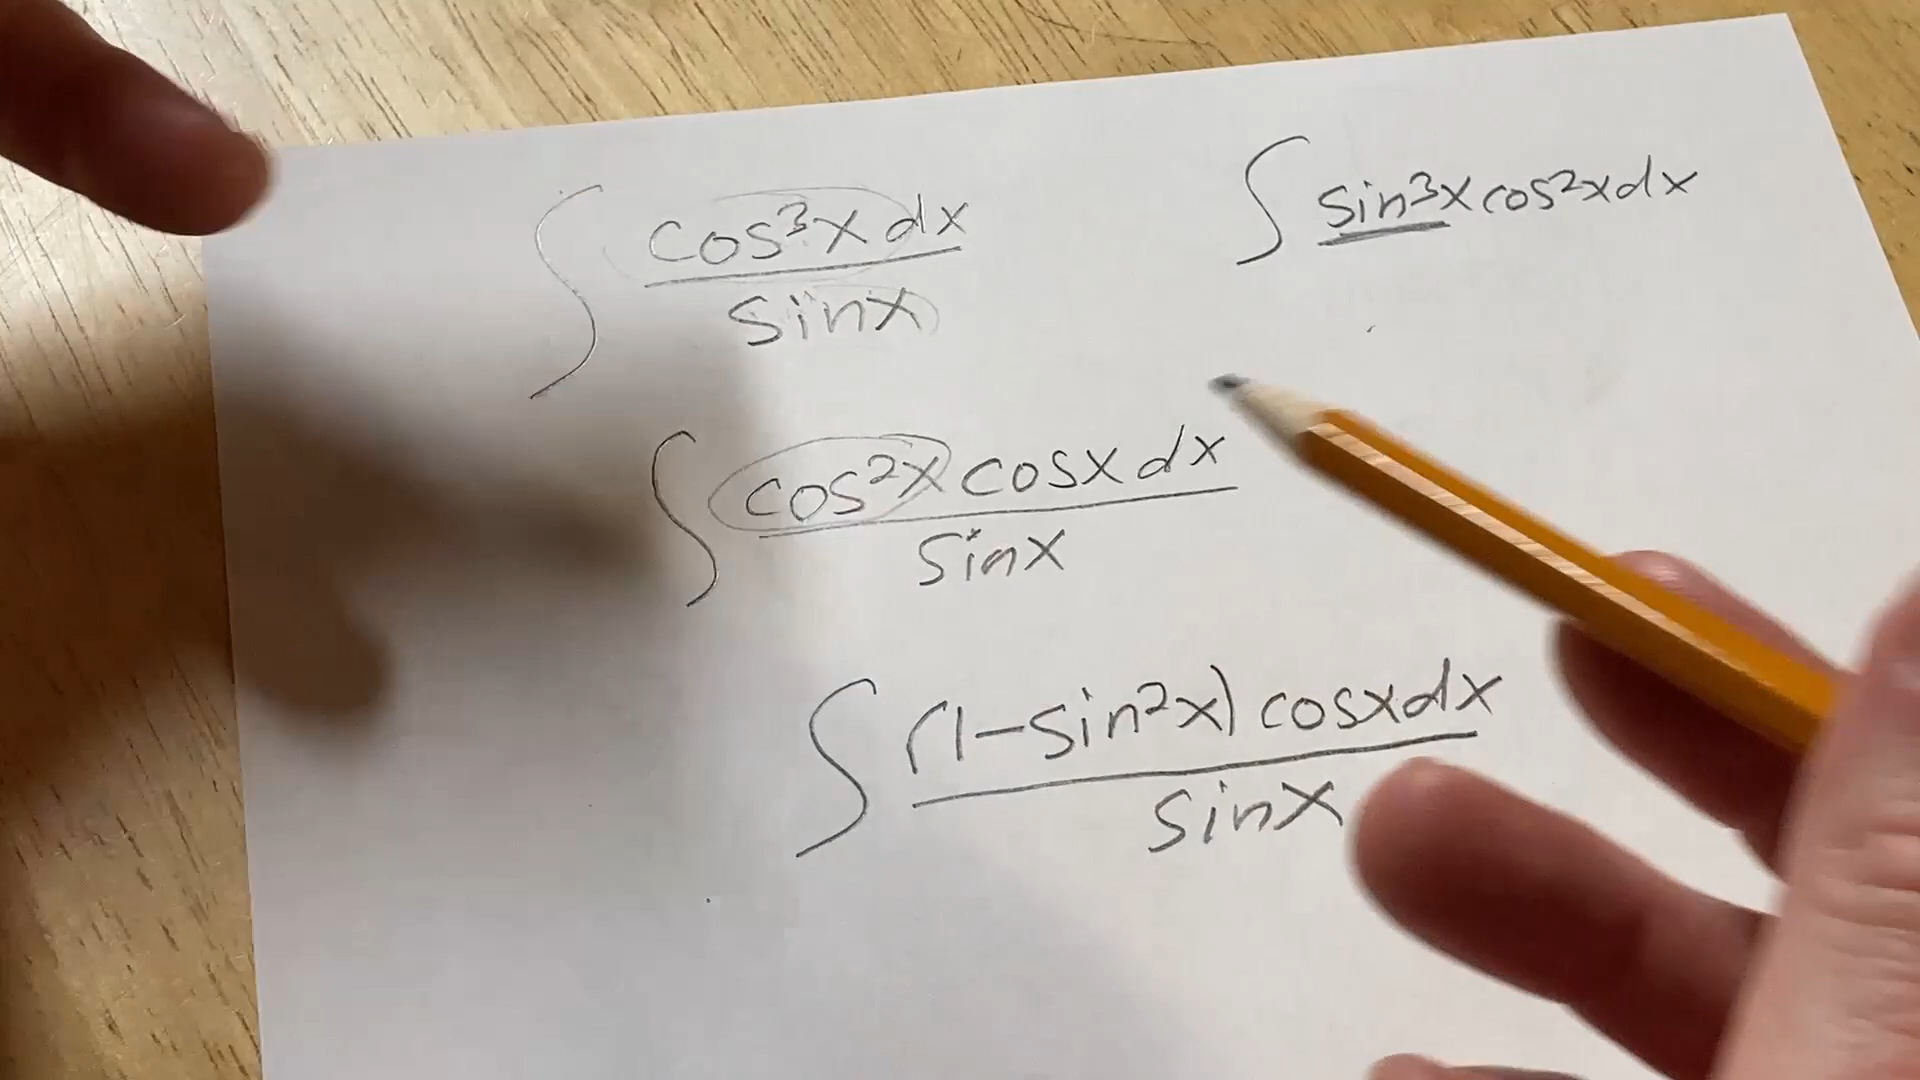 ∫ cos³x dx / sinx
∫ sin³x cos²x dx
∫ cos²x cosx dx / sinx
∫ (1-sin²x) cosx dx / sinx